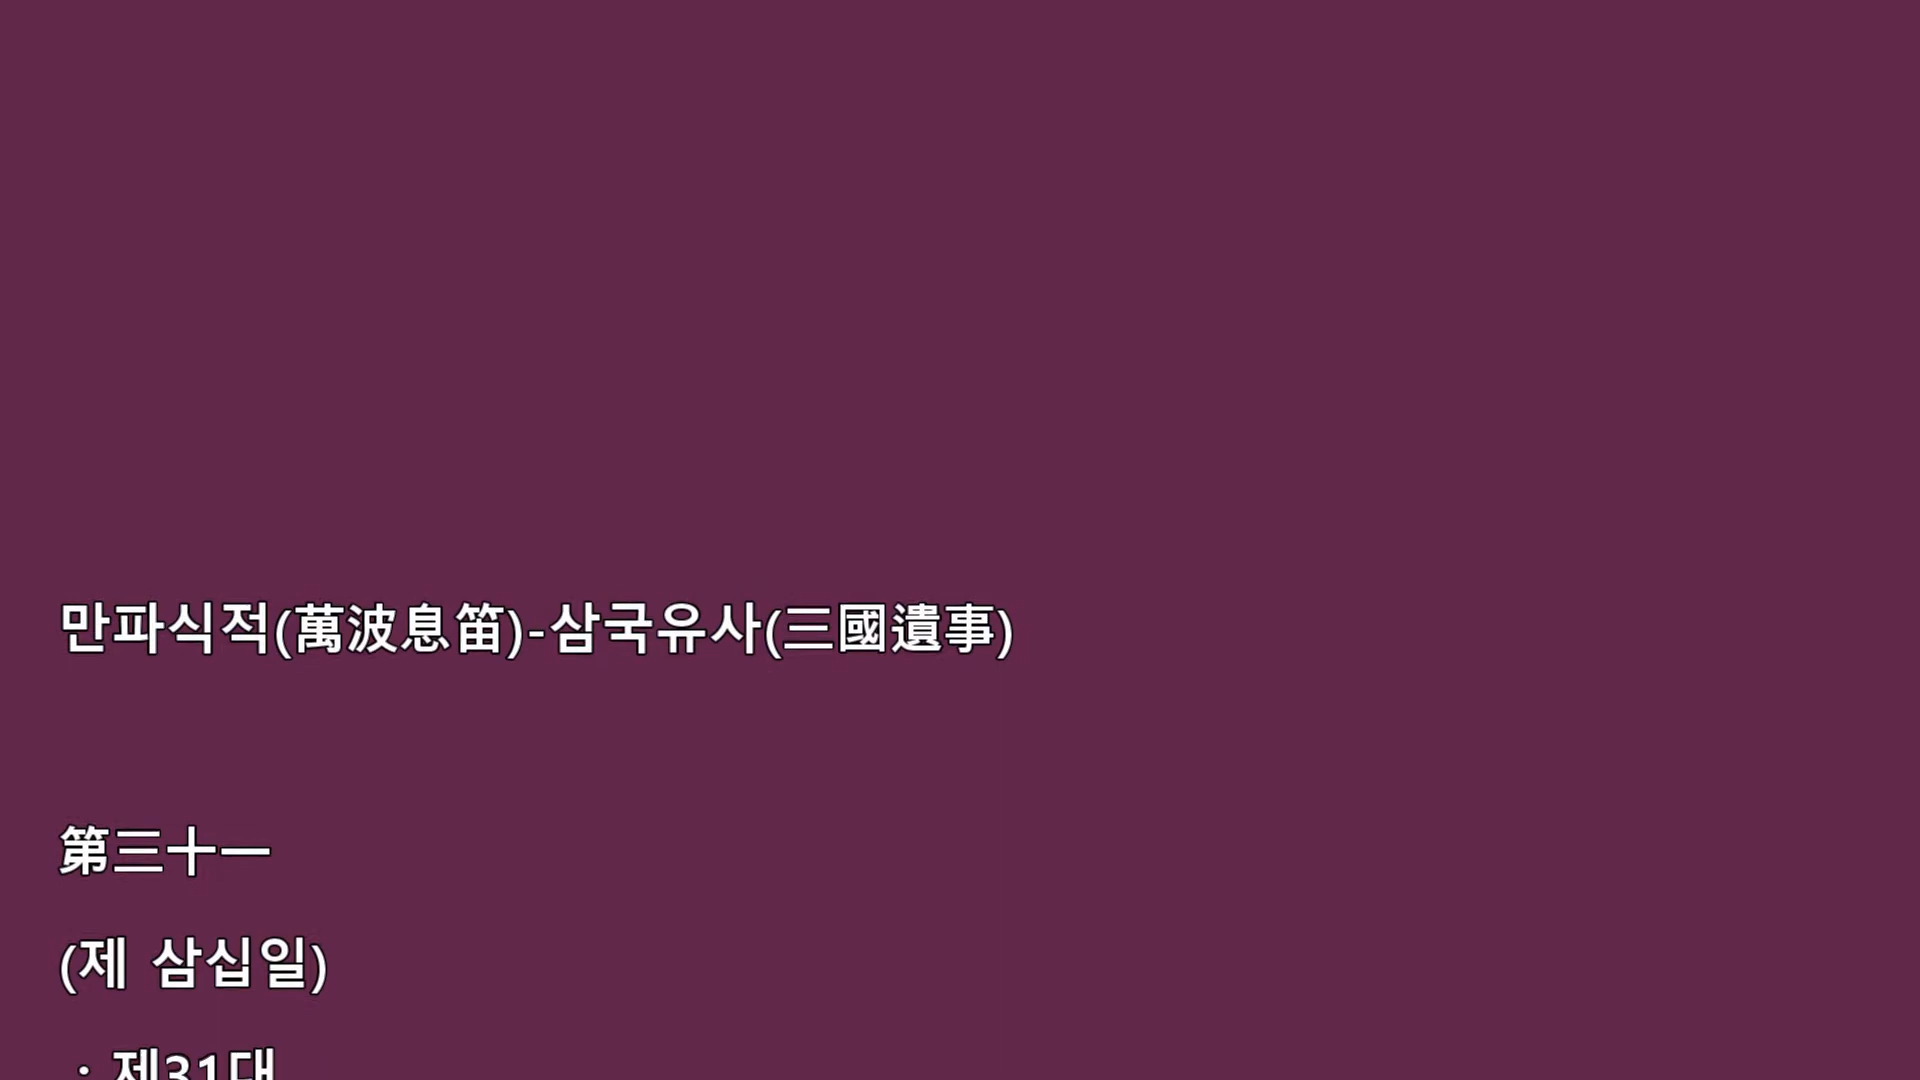 만파식적(萬波息笛)-삼국유사(三國遺事)
第三十一
(제 삼십일)
: 제31대